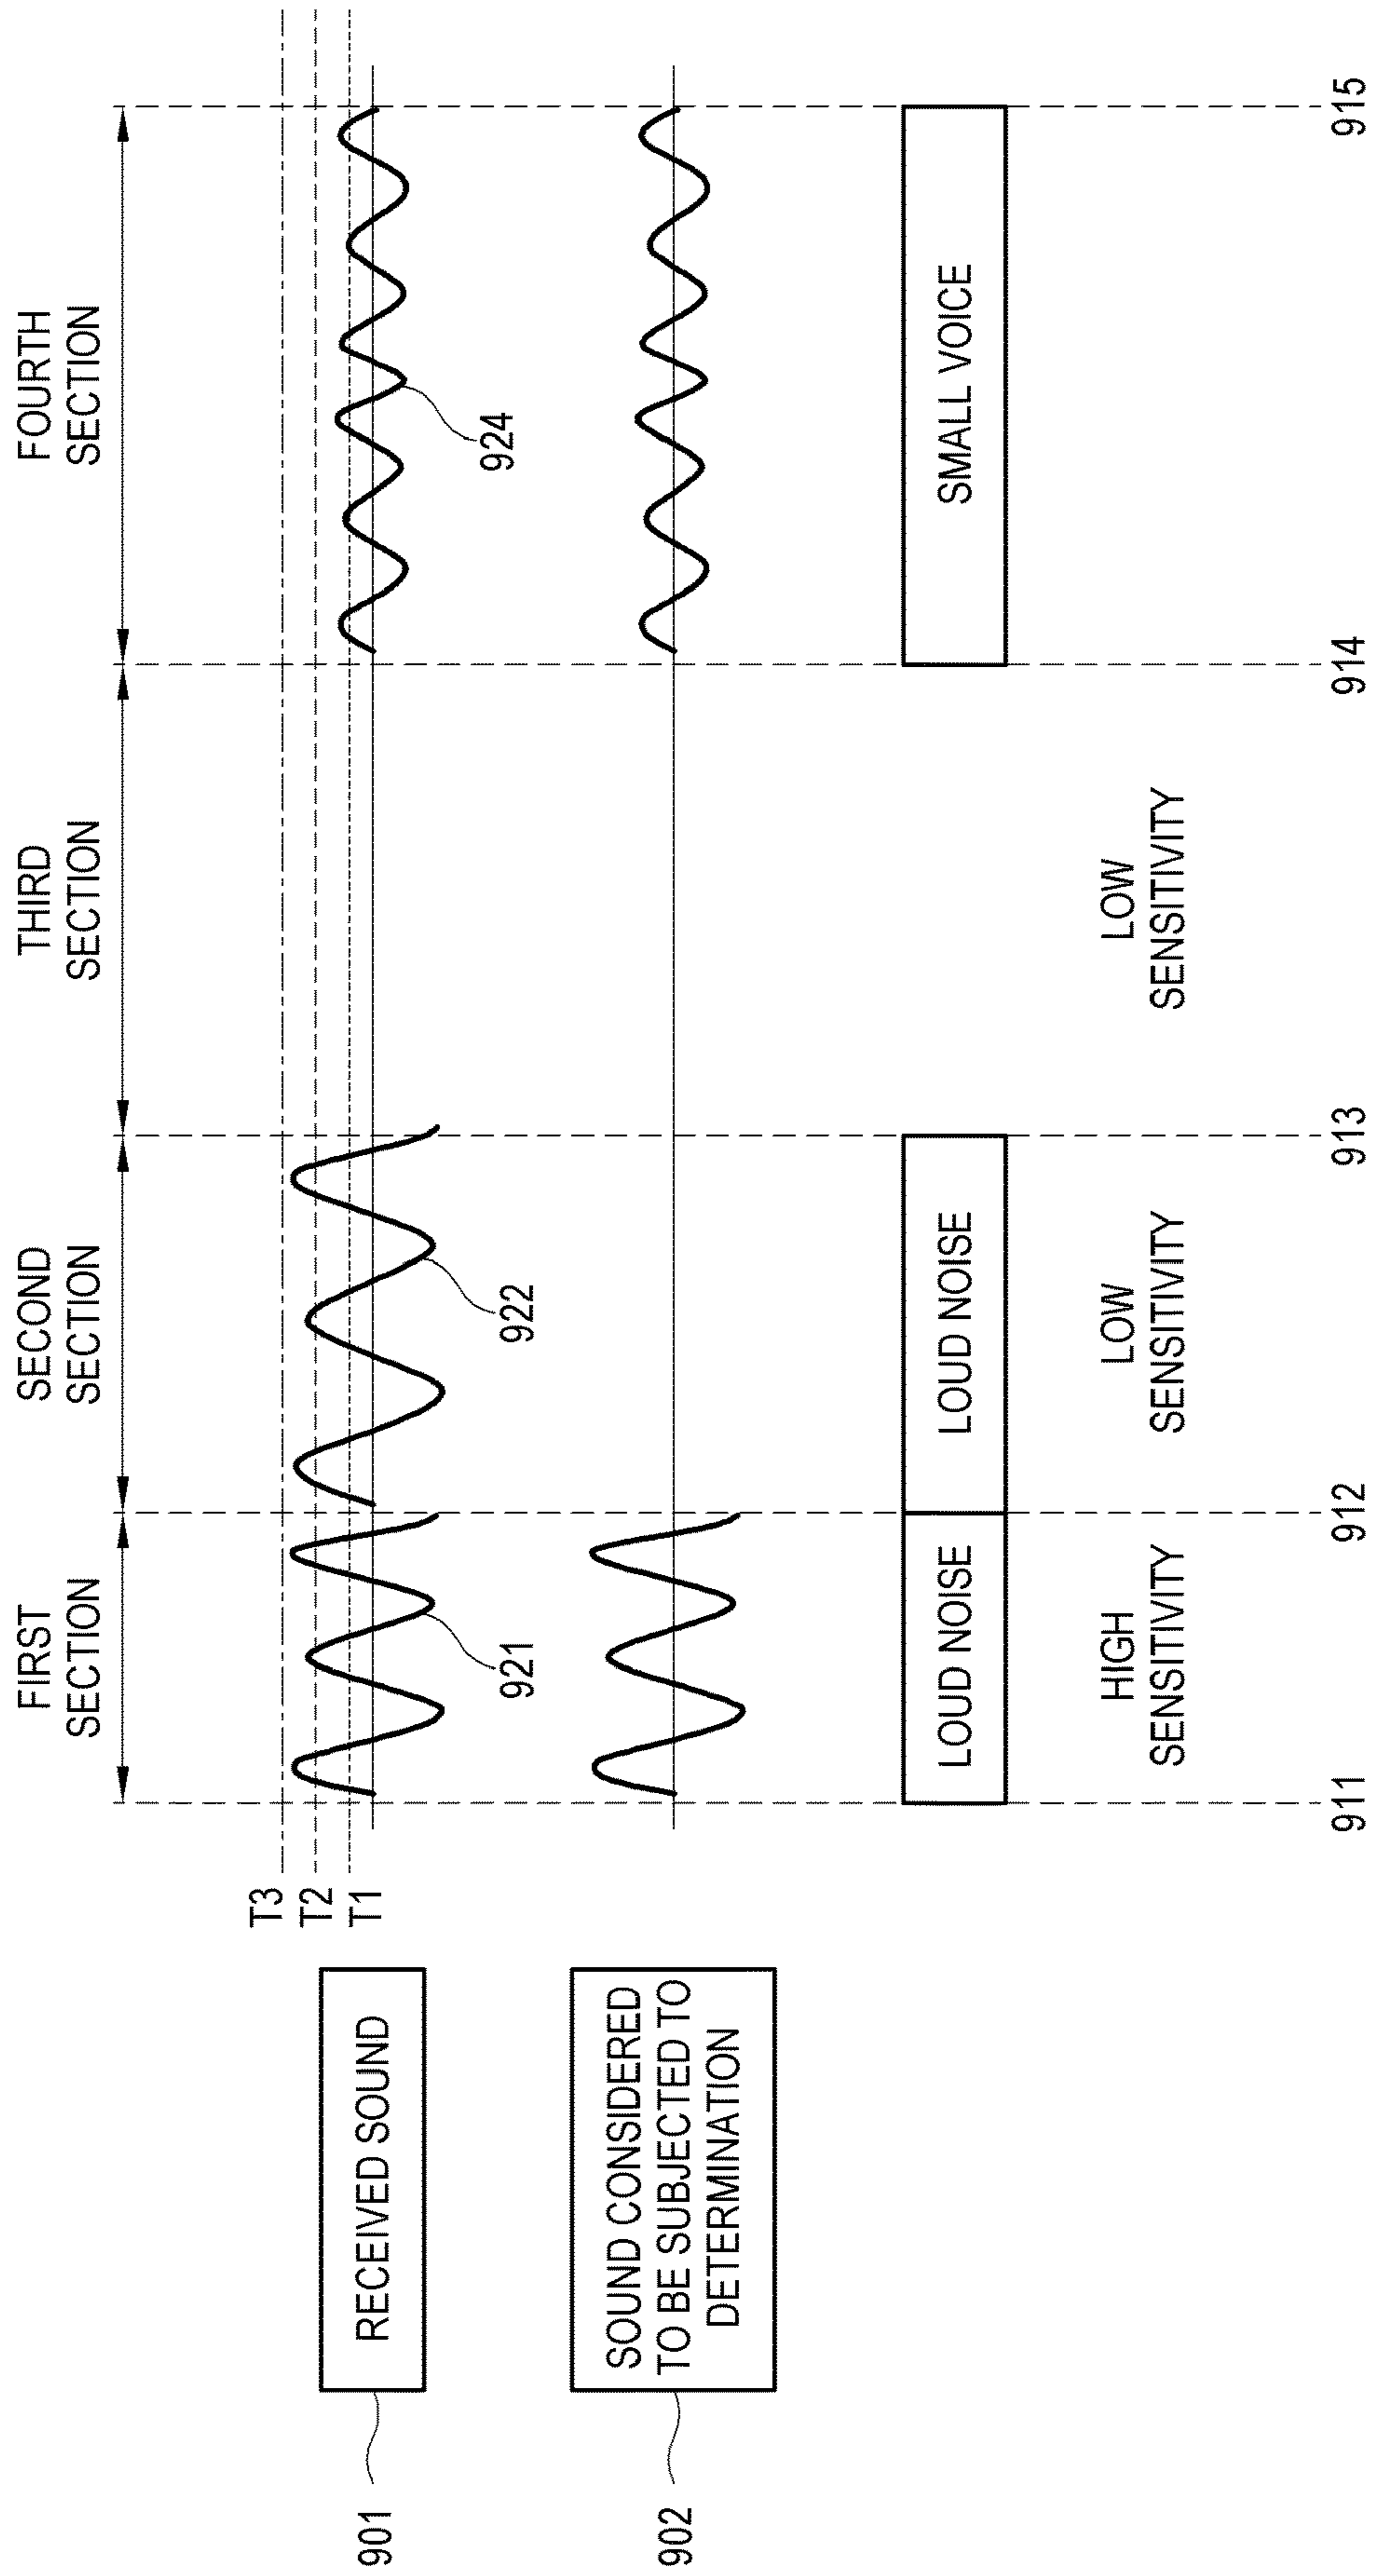 FIRST
SECTION
SECOND
SECTION
THIRD
SECTION
FOURTH
SECTION
T3
T2
T1
901
RECEIVED SOUND
921
922
924
902
SOUND CONSIDERED
TO BE SUBJECTED TO
DETERMINATION
LOUD NOISE
LOUD NOISE
SMALL VOICE
HIGH
SENSITIVITY
LOW
SENSITIVITY
LOW
SENSITIVITY
911
912
913
914
915